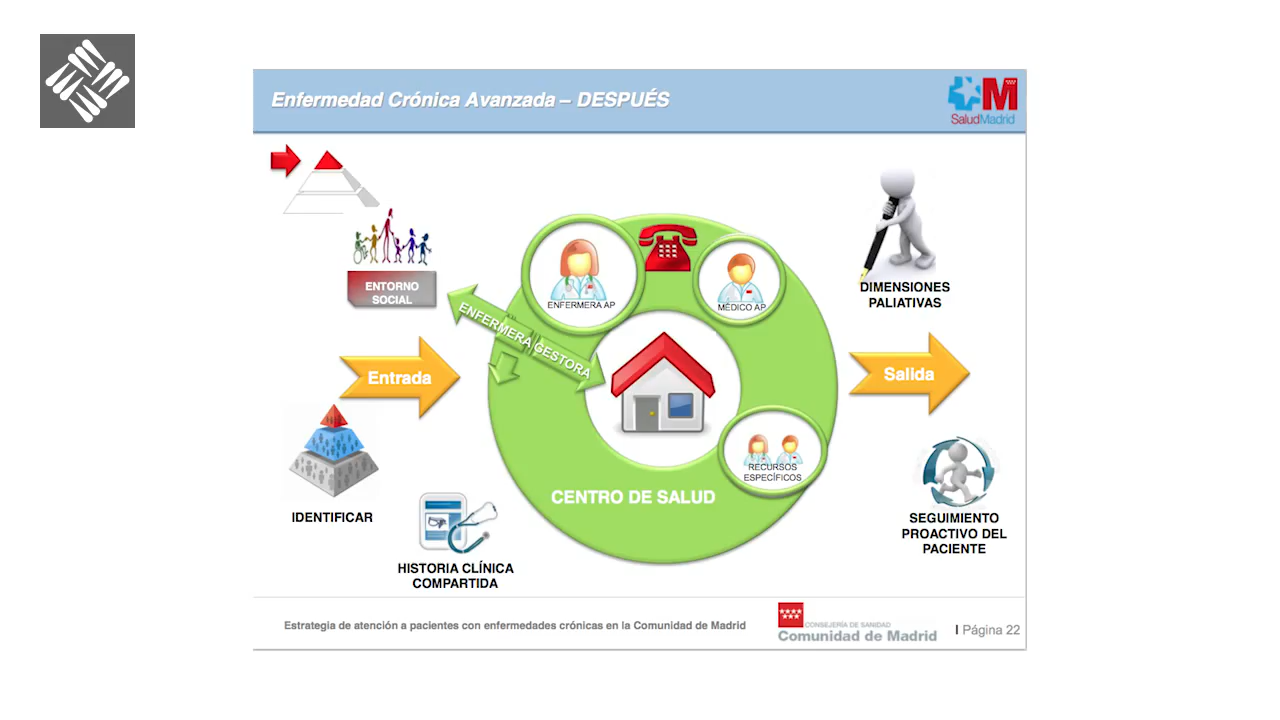 Enfermedad Crónica Avanzada – DESPUÉS
M
SaludMadrid
ENTORNO
SOCIAL
ENFERMERA AP
MÉDICO AP
DIMENSIONES
PALIATIVAS
ENFERMERA GESTORA
Entrada
Salida
RECURSOS
ESPECÍFICOS
CENTRO DE SALUD
IDENTIFICAR
HISTORIA CLÍNICA
COMPARTIDA
SEGUIMIENTO
PROACTIVO DEL
PACIENTE
Estrategia de atención a pacientes con enfermedades crónicas en la Comunidad de Madrid
CONSEJERÍA DE SANIDAD
Comunidad de Madrid
I Página 22